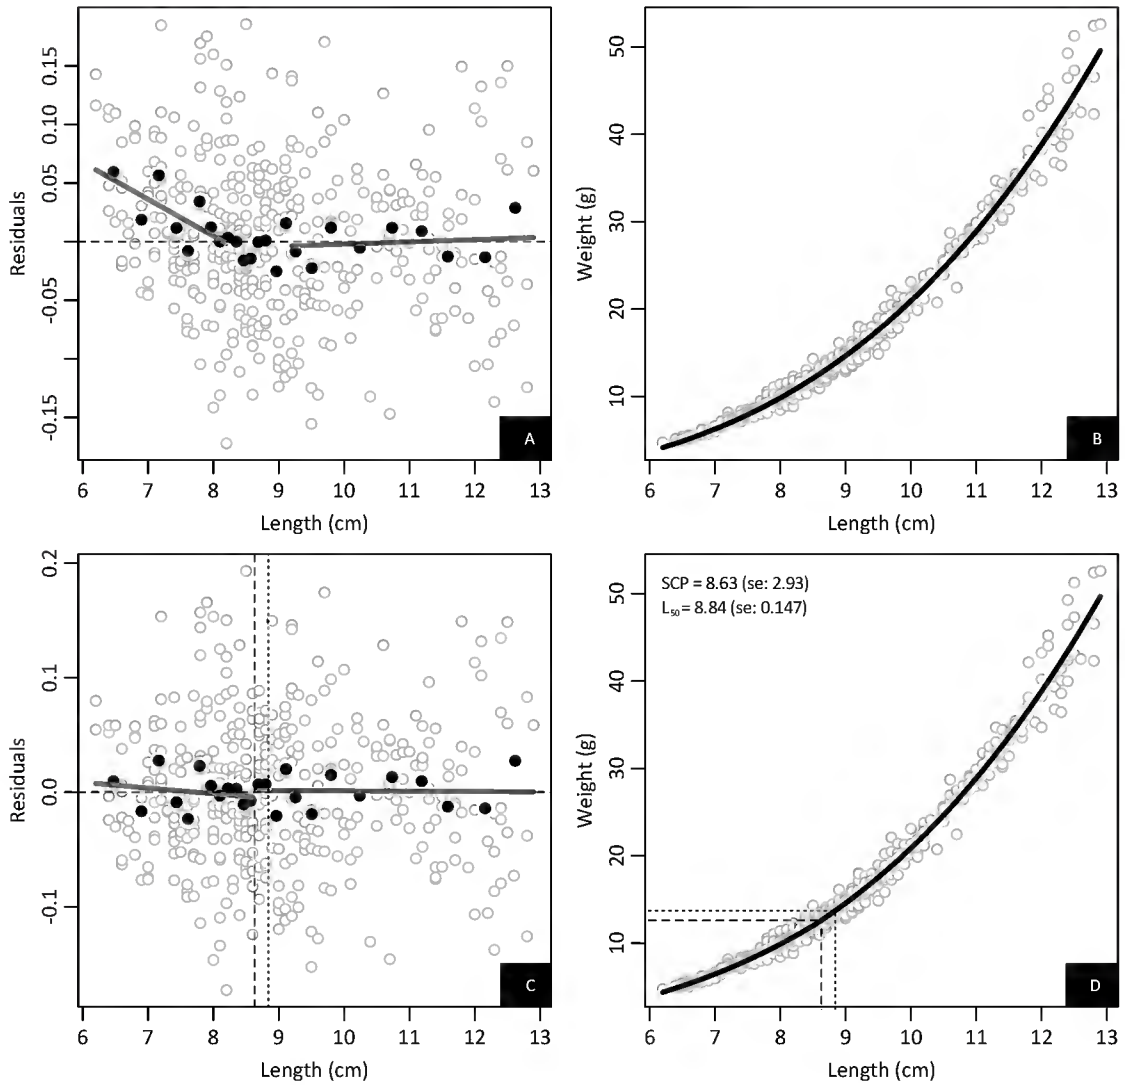 0.15
0.10
0.05
-0.05
-0.15
Residuals
A
6 7 8 9 10 11 12 13
Length (cm)
50
40
30
20
10
Weight (g)
B
6 7 8 9 10 11 12 13
Length (cm)
0.2
0.1
0.0
-0.1
Residuals
C
6 7 8 9 10 11 12 13
Length (cm)
SCP = 8.63 (se: 2.93)
L50 = 8.84 (se: 0.147)
50
40
30
20
10
Weight (g)
D
6 7 8 9 10 11 12 13
Length (cm)